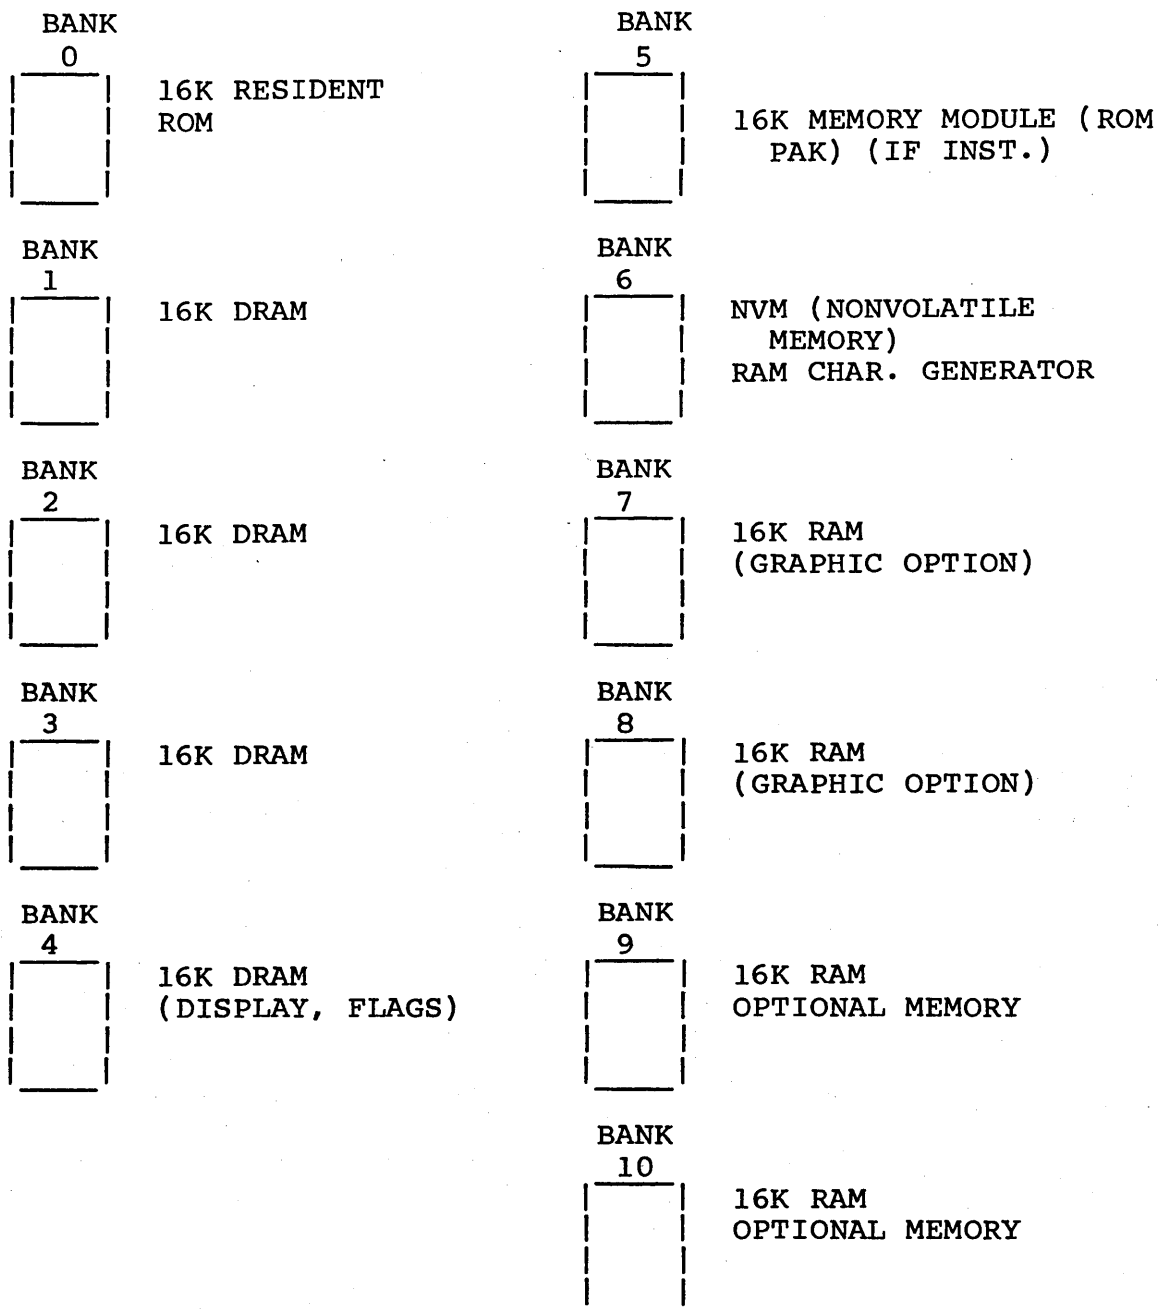 BANK
0
16K RESIDENT
ROM
BANK
1
16K DRAM
BANK
2
16K DRAM
BANK
3
16K DRAM
BANK
4
16K DRAM
(DISPLAY, FLAGS)
BANK
5
16K MEMORY MODULE (ROM
PAK) (IF INST.)
BANK
6
NVM (NONVOLATILE
MEMORY)
RAM CHAR. GENERATOR
BANK
7
16K RAM
(GRAPHIC OPTION)
BANK
8
16K RAM
(GRAPHIC OPTION)
BANK
9
16K RAM
OPTIONAL MEMORY
BANK
10
16K RAM
OPTIONAL MEMORY